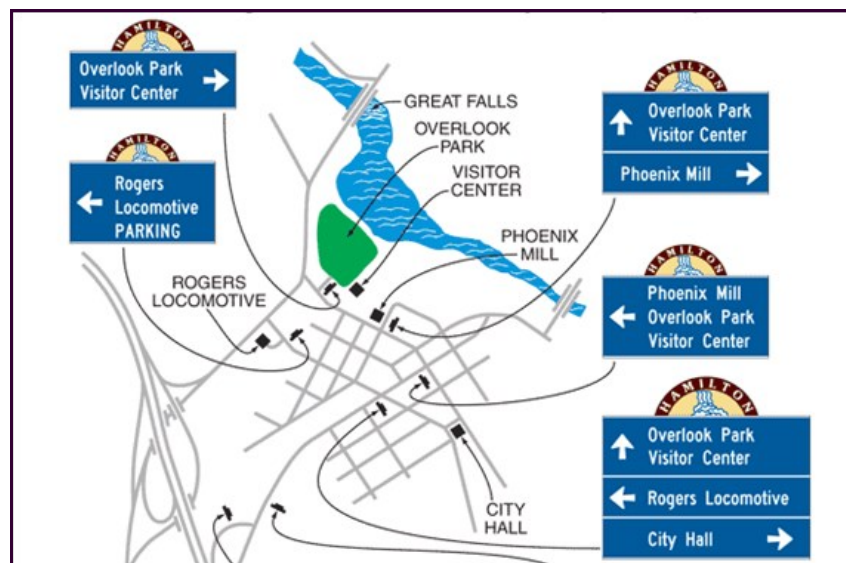 HAMILTON
Overlook Park
Visitor Center
HAMILTON
Rogers
Locomotive
PARKING
GREAT FALLS
OVERLOOK
PARK
VISITOR
CENTER
PHOENIX
MILL
ROGERS
LOCOMOTIVE
CITY
HALL
HAMILTON
Overlook Park
Visitor Center
Phoenix Mill
HAMILTON
Phoenix Mill
Overlook Park
Visitor Center
HAMILTON
Overlook Park
Visitor Center
Rogers Locomotive
City Hall